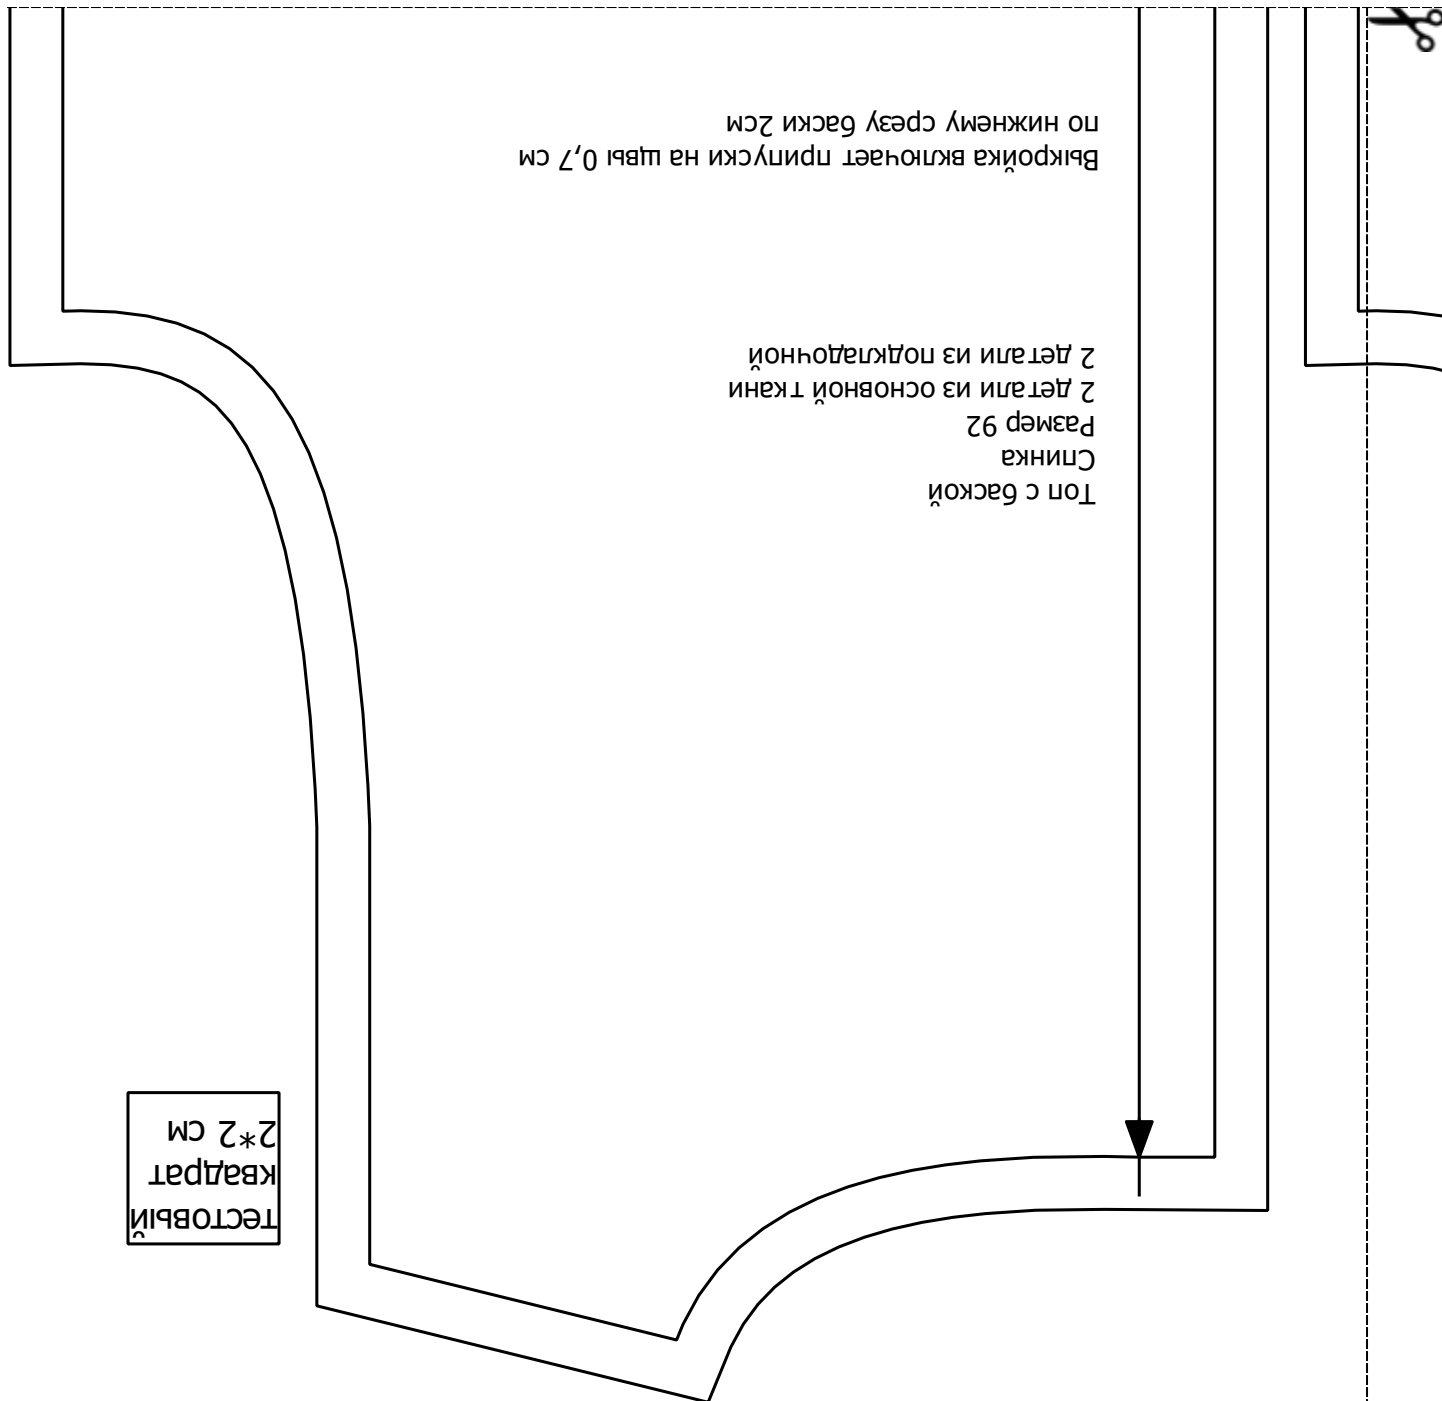 Топ с баской
Спинка
Размер 92
2 детали из основной ткани
2 детали из подкладочной
Выкройка включает припуски на щвы 0,7 см
по нижнему срезу баски 2см
тестовый
квадрат
2*2 см